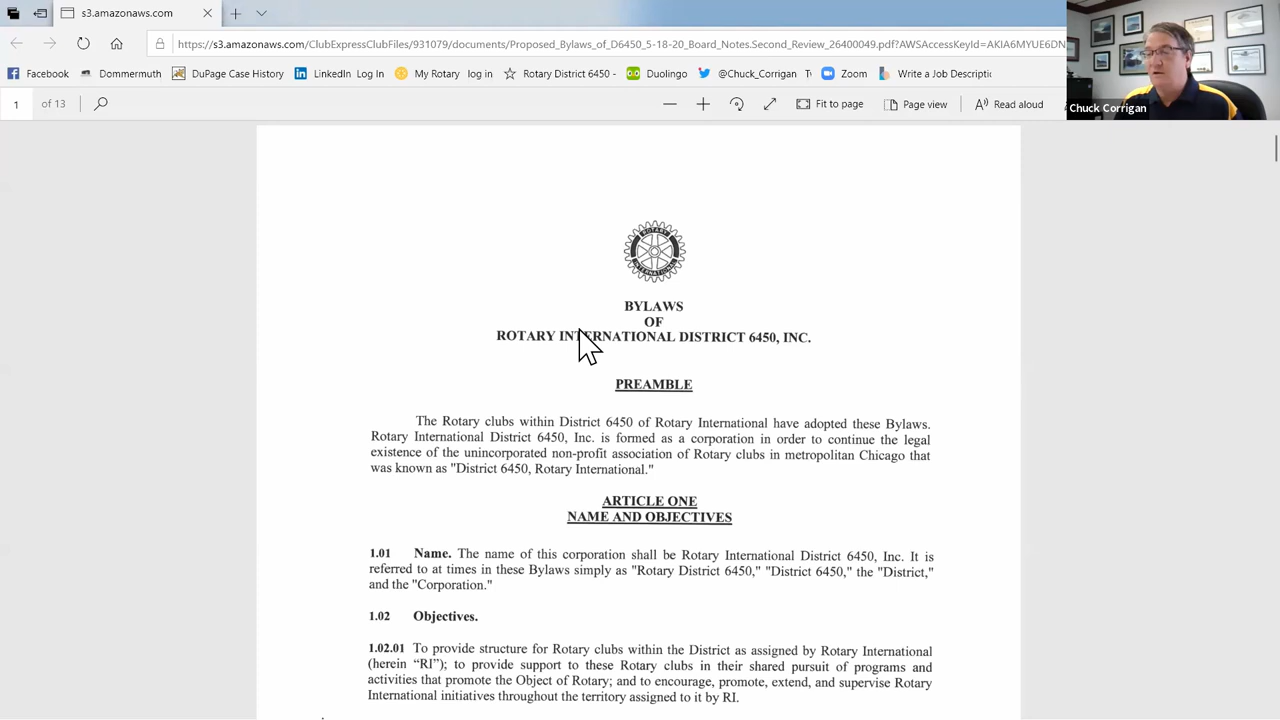 s3.amazonaws.com
https://s3.amazonaws.com/ClubExpressClubFiles/931079/documents/Proposed_Bylaws_of_D6450_5-18-20_Board_Notes.Second_Review_26400049.pdf?AWSAccessKeyId=AKIA6MYUE6DN
Facebook Dommermuth DuPage Case History LinkedIn Log In My Rotary log in Rotary District 6450 - Duolingo @Chuck_Corrigan Zoom Write a Job Descriptic
Chuck Corrigan
1 of 13 Fit to page Page view Read aloud
ROTARY
INTERNATIONAL
BYLAWS
OF
ROTARY INTERNATIONAL DISTRICT 6450, INC.
PREAMBLE
The Rotary clubs within District 6450 of Rotary International have adopted these Bylaws.
Rotary International District 6450, Inc. is formed as a corporation in order to continue the legal
existence of the unincorporated non-profit association of Rotary clubs in metropolitan Chicago that
was known as "District 6450, Rotary International."
ARTICLE ONE
NAME AND OBJECTIVES
1.01 Name. The name of this corporation shall be Rotary International District 6450, Inc. It is
referred to at times in these Bylaws simply as "Rotary District 6450," "District 6450," the "District,"
and the "Corporation."
1.02 Objectives.
1.02.01 To provide structure for Rotary clubs within the District as assigned by Rotary International
(herein “RI”); to provide support to these Rotary clubs in their shared pursuit of programs and
activities that promote the Object of Rotary; and to encourage, promote, extend, and supervise Rotary
International initiatives throughout the territory assigned to it by RI.